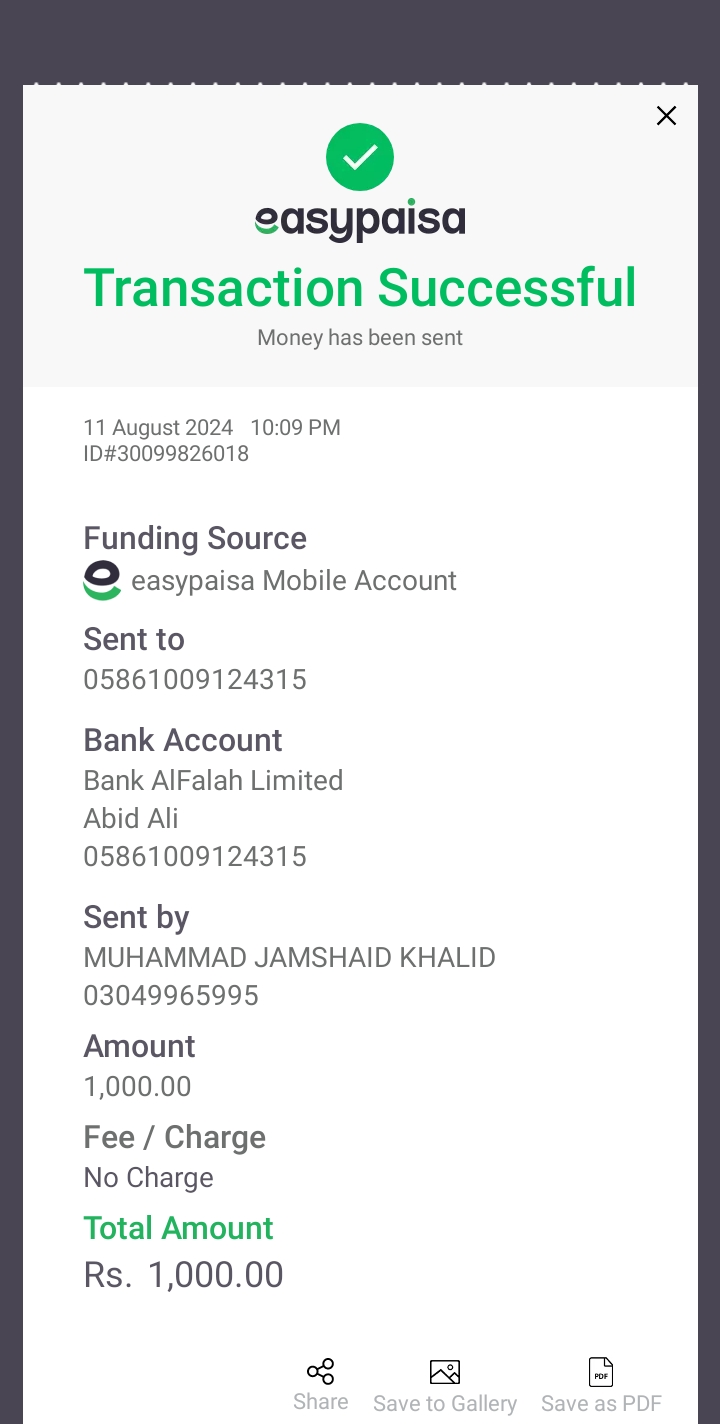 easypaisa
Transaction Successful
Money has been sent
11 August 2024 10:09 PM
ID#30099826018
Funding Source
easypaisa Mobile Account
Sent to
05861009124315
Bank Account
Bank AlFalah Limited
Abid Ali
05861009124315
Sent by
MUHAMMAD JAMSHAID KHALID
03049965995
Amount
1,000.00
Fee / Charge
No Charge
Total Amount
Rs. 1,000.00
PDF
Share Save to Gallery Save as PDF